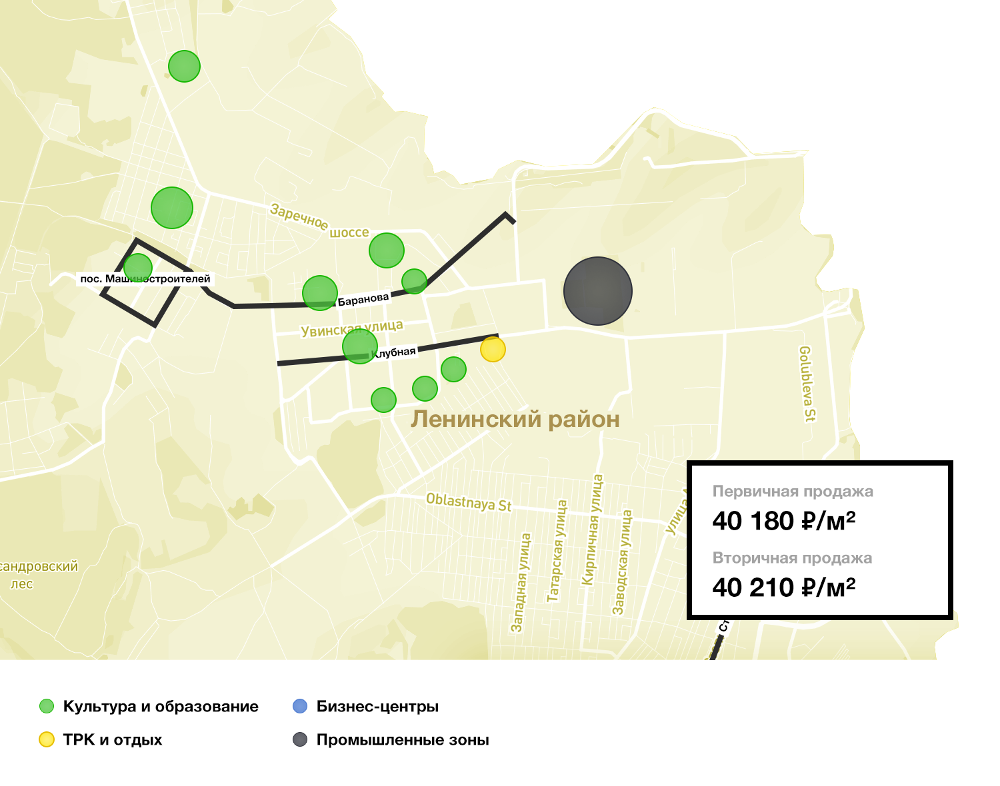 Заречное
шоссе
пос. Машиностроителей
Баранова
Увинская улица
Клубная
Golubleva St
Ленинский район
Oblastnaya St
Западная улица
Татарская улица
Кирпичная улица
Заводская улица
улица
Первичная продажа
40 180 ₽/м²
Вторичная продажа
40 210 ₽/м²
сандровский
лес
Ст
Культура и образование
Бизнес-центры
ТРК и отдых
Промышленные зоны